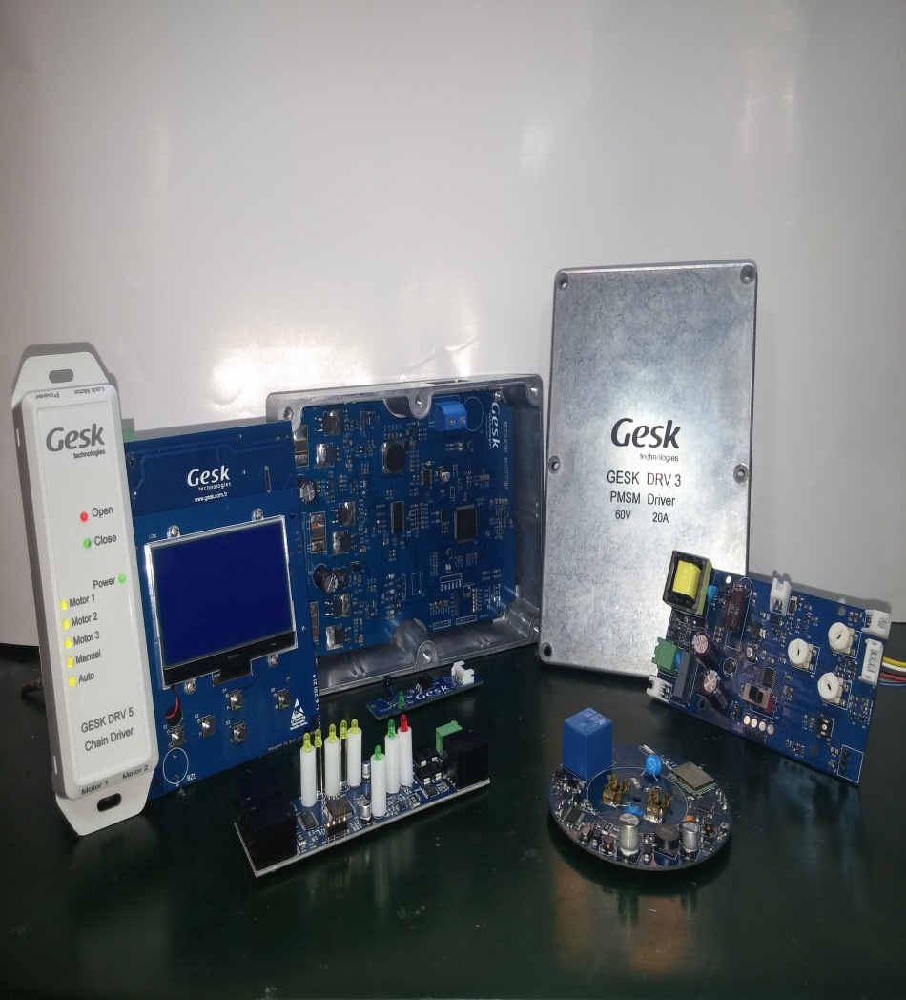 Power Lock Motor
Gesk
technologies
Open
Close
Power
Motor 1
Motor 2
Motor 3
Manuel
Auto
GESK DRV 5
Chain Driver
Motor 1 Motor 2
Gesk
Technologies
www.gesk.com.tr
BZ1
Gesk
Gesk
Gesk
technologies
GESK DRV 3
PMSM Driver
60V 20A